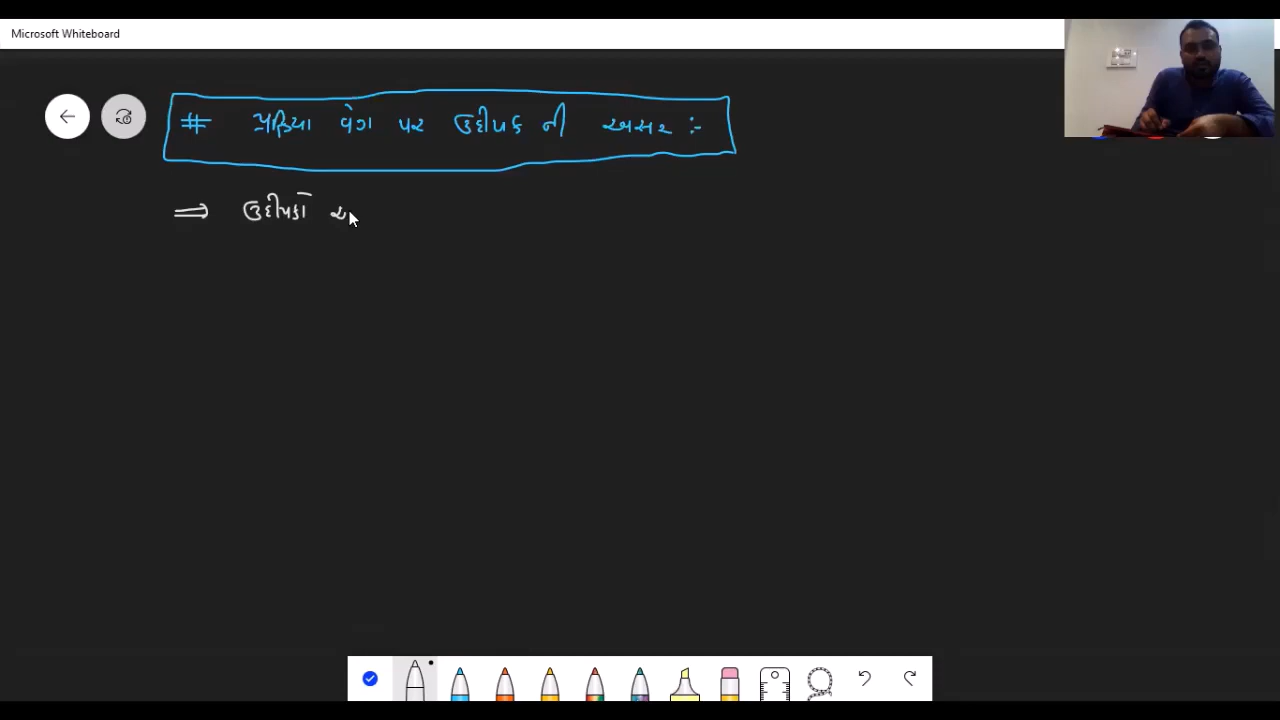 Microsoft Whiteboard
# પ્રક્રિયા વેગ પર ઉદ્દીપક ની અસર :-
⇒ ઉદ્દીપકો ર